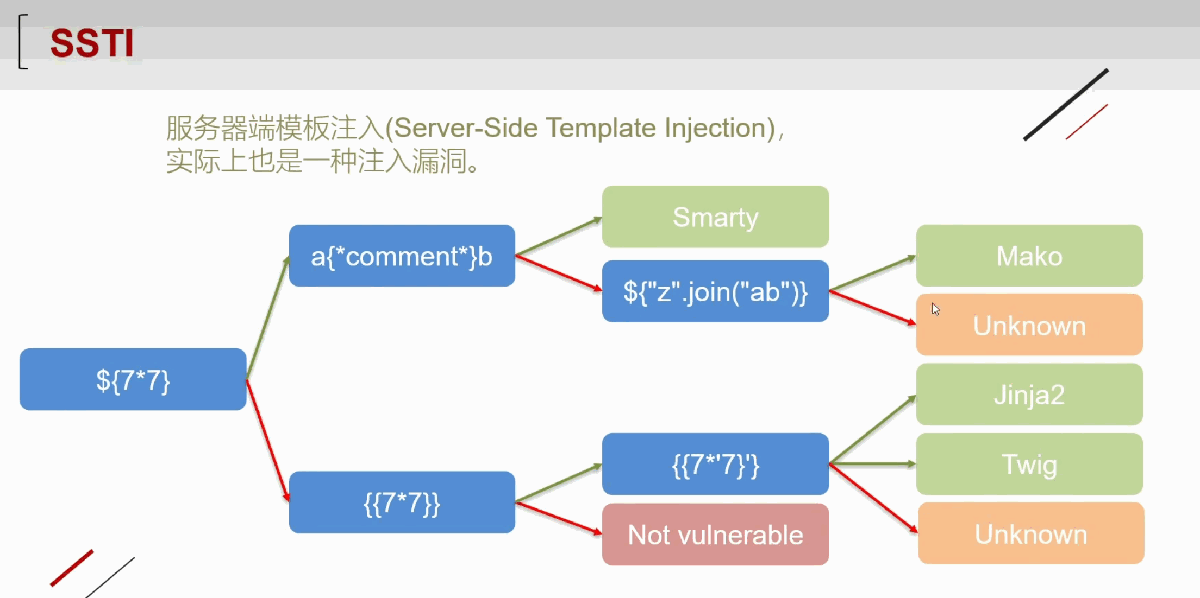 SSTI
服务器端模板注入(Server-Side Template Injection),
实际上也是一种注入漏洞。
${7*7}
a{*comment*}b
Smarty
${"z".join("ab")}
Mako
Unknown
{{7*7}}
{{7*'7}'}
Jinja2
Twig
Unknown
Not vulnerable